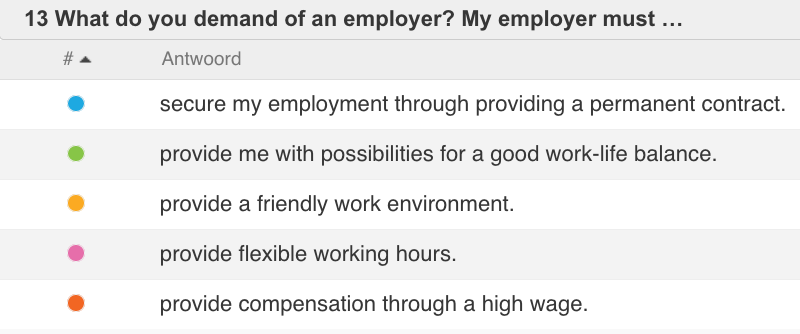 13 What do you demand of an employer? My employer must …
# Antwoord
secure my employment through providing a permanent contract.
provide me with possibilities for a good work-life balance.
provide a friendly work environment.
provide flexible working hours.
provide compensation through a high wage.